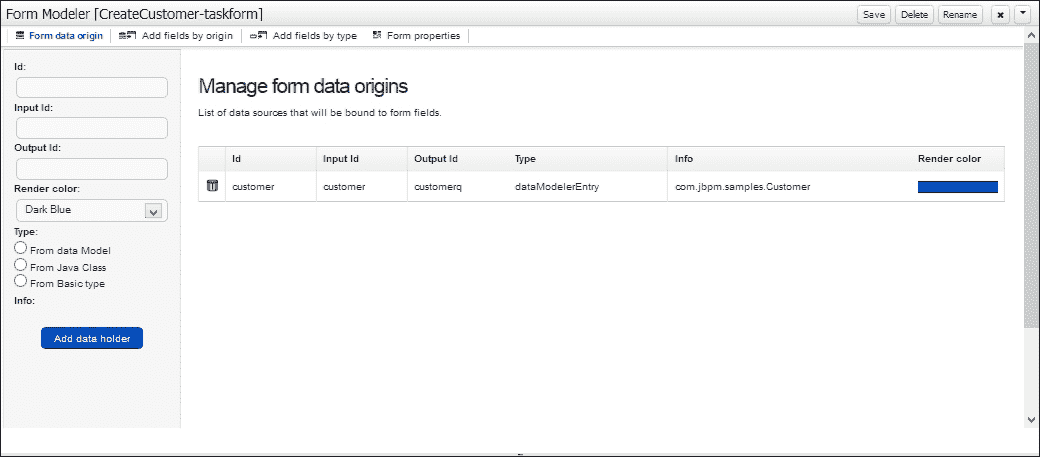 Form Modeler [CreateCustomer-taskform] Save Delete Rename
Form data origin Add fields by origin Add fields by type Form properties
Id:
Input Id:
Output Id:
Render color:
Dark Blue
Type:
From data Model
From Java Class
From Basic type
Info:
Add data holder
Manage form data origins
List of data sources that will be bound to form fields.
Id Input Id Output Id Type Info Render color
customer customer customerq dataModelerEntry com.jbpm.samples.Customer